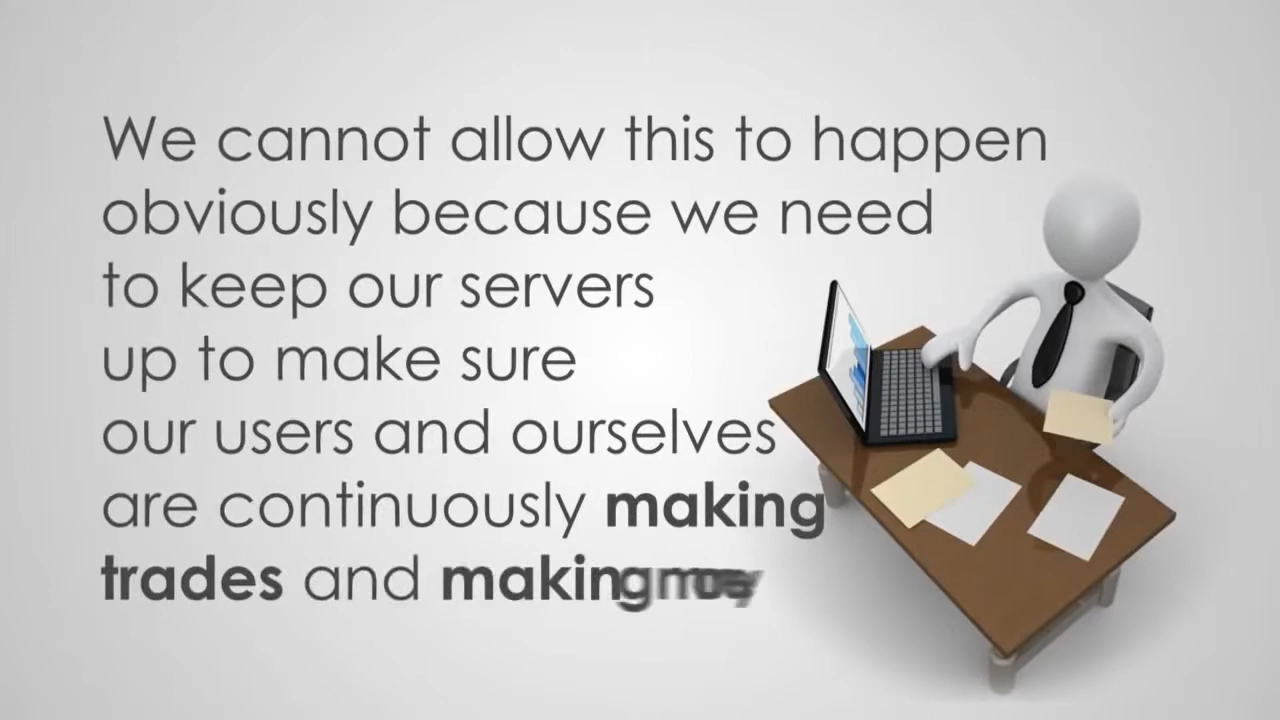 We cannot allow this to happen
obviously because we need
to keep our servers
up to make sure
our users and ourselves
are continuously making
trades and making